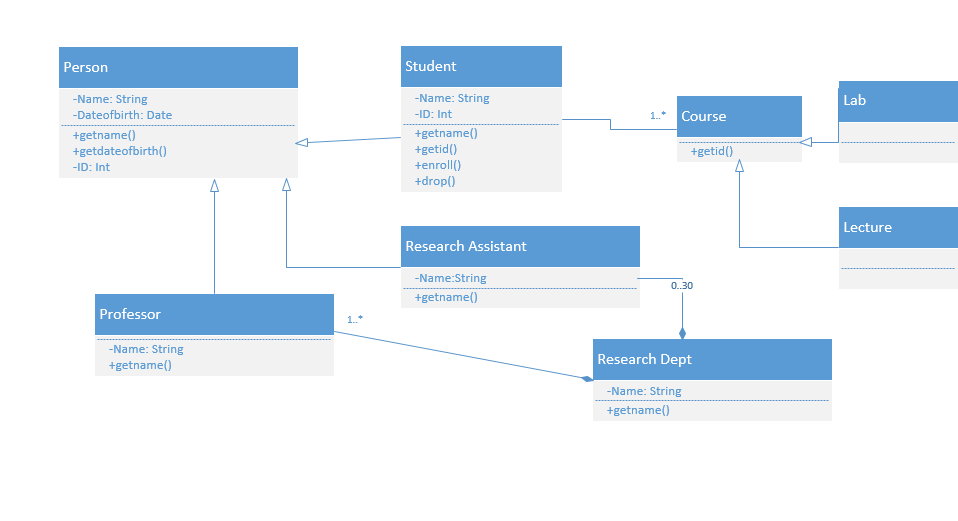 Person
-Name: String
-Dateofbirth: Date
+getname()
+getdateofbirth()
-ID: Int
Student
-Name: String
-ID: Int
+getname()
+getid()
+enroll()
+drop()
1..*
Course
+getid()
Lab
Lecture
Research Assistant
-Name:String
+getname()
0..30
Professor
-Name: String
+getname()
1..*
Research Dept
-Name: String
+getname()